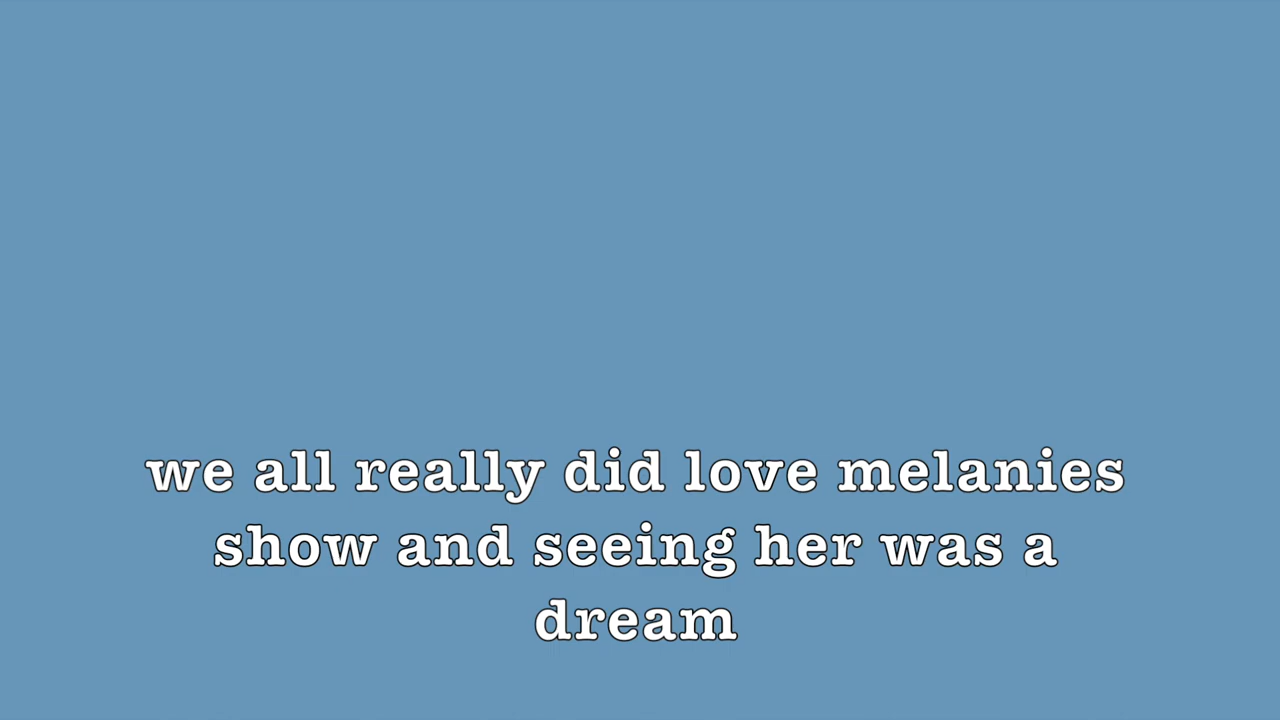 we all really did love melanies
show and seeing her was a
dream